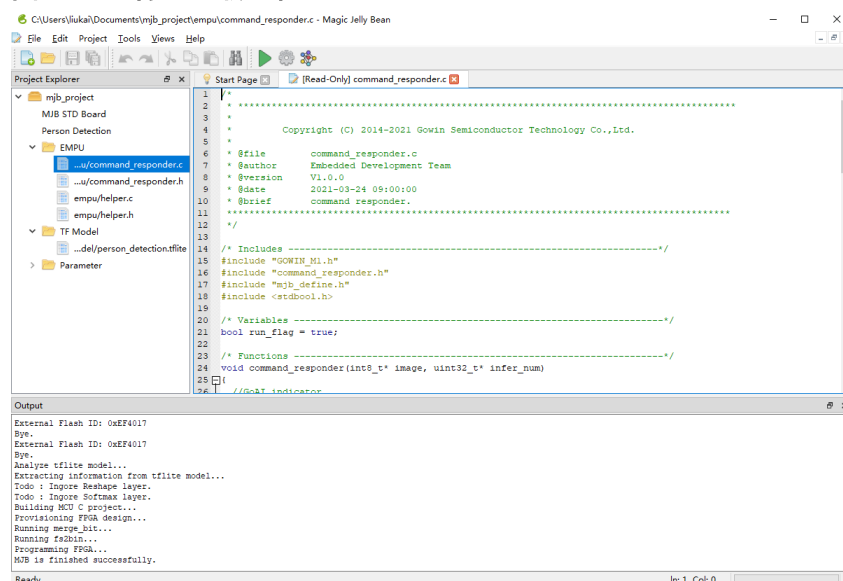 C:\Users\liukai\Documents\mjb_project\empu\command_responder.c - Magic Jelly Bean
File Edit Project Tools Views Help
Project Explorer
mjb_project
MJB STD Board
Person Detection
EMPU
...u/command_responder.c
...u/command_responder.h
empu/helper.c
empu/helper.h
TF Model
...del/person_detection.tflite
Parameter
Start Page [Read-Only] command_responder.c
1 /*
2 * ******************************************************************************************
3 *
4 * Copyright (C) 2014-2021 Gowin Semiconductor Technology Co.,Ltd.
5 *
6 * @file command_responder.c
7 * @author Embedded Development Team
8 * @version V1.0.0
9 * @date 2021-03-24 09:00:00
10 * @brief command responder.
11 ******************************************************************************************
12 */
13
14 /* Includes ------------------------------------------------------------------*/
15 #include "GOWIN_M1.h"
16 #include "command_responder.h"
17 #include "mjb_define.h"
18 #include <stdbool.h>
19
20 /* Variables ------------------------------------------------------------------*/
21 bool run_flag = true;
22
23 /* Functions ------------------------------------------------------------------*/
24 void command_responder(int8_t* image, uint32_t* infer_num)
25 {
26 //GoAI indicator
Output
External Flash ID: 0xEF4017
Bye.
External Flash ID: 0xEF4017
Bye.
Analyze tflite model...
Extracting information from tflite model...
Todo : Ingore Reshape layer.
Todo : Ingore Softmax layer.
Building MCU C project...
Provisioning FPGA design...
Running merge_bit...
Running fs2bin...
Programming FPGA...
MJB is finished successfully.
Ready
ln: 1 Col: 0